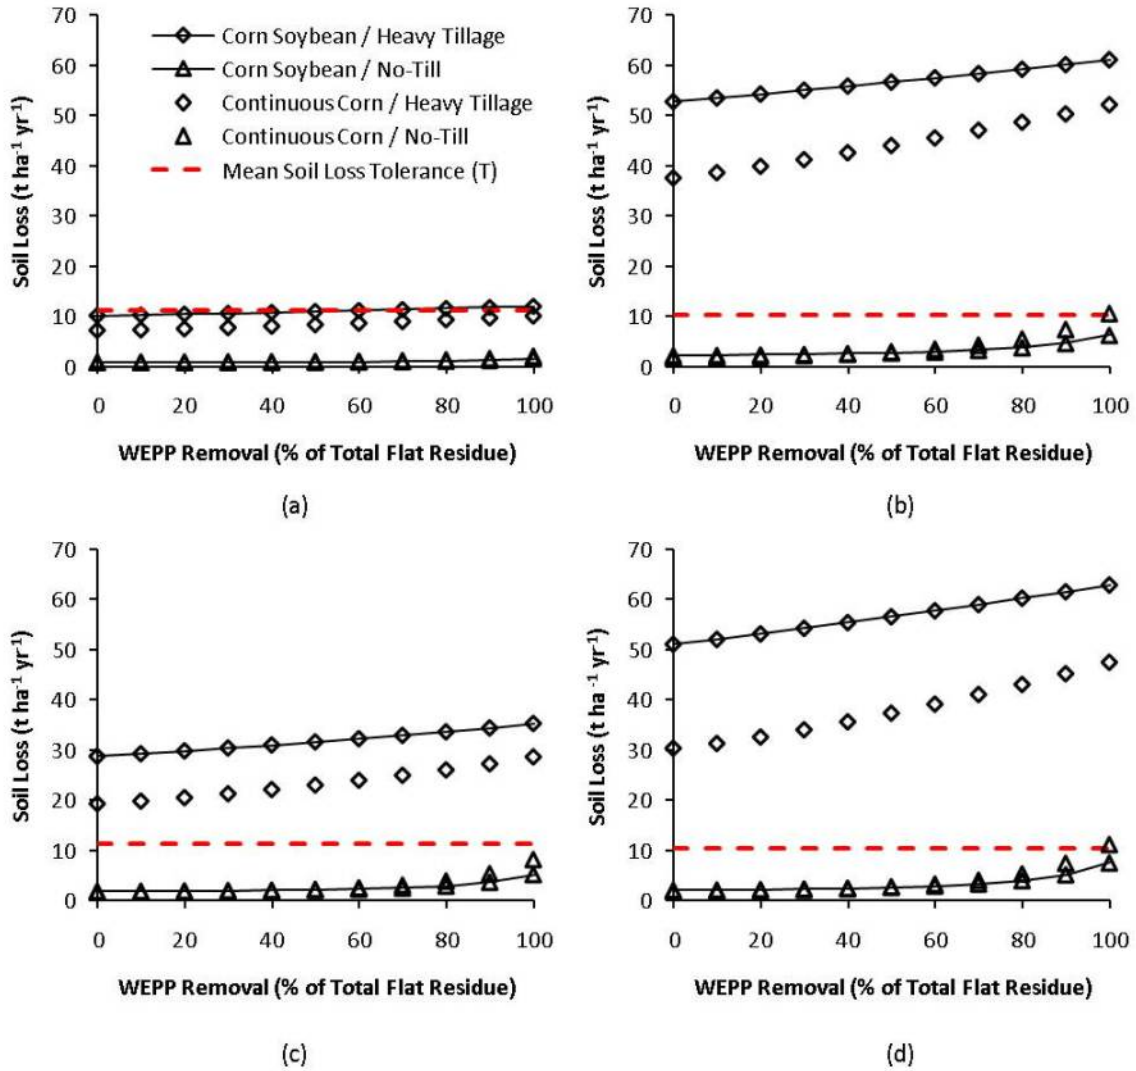 70
60
50
40
30
20
10
0
Soil Loss (t ha⁻¹ yr⁻¹)
Corn Soybean / Heavy Tillage
Corn Soybean / No-Till
Continuous Corn / Heavy Tillage
Continuous Corn / No-Till
Mean Soil Loss Tolerance (T)
0 20 40 60 80 100
WEPP Removal (% of Total Flat Residue)
(a)
70
60
50
40
30
20
10
0
Soil Loss (t ha⁻¹ yr⁻¹)
0 20 40 60 80 100
WEPP Removal (% of Total Flat Residue)
(b)
70
60
50
40
30
20
10
0
Soil Loss (t ha⁻¹ yr⁻¹)
0 20 40 60 80 100
WEPP Removal (% of Total Flat Residue)
(c)
70
60
50
40
30
20
10
0
Soil Loss (t ha⁻¹ yr⁻¹)
0 20 40 60 80 100
WEPP Removal (% of Total Flat Residue)
(d)